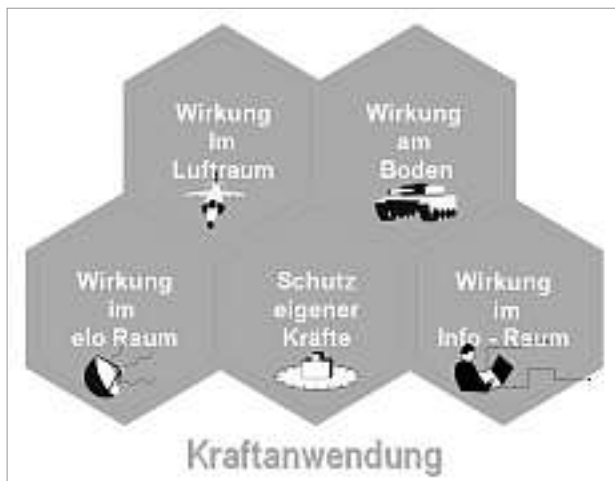 Wirkung
Im
Luftraum
Wirkung
am
Boden
Wirkung
im
elo Raum
Schutz
eigener
Kräfte
Wirkung
im
Info - Raum
Kraftanwendung